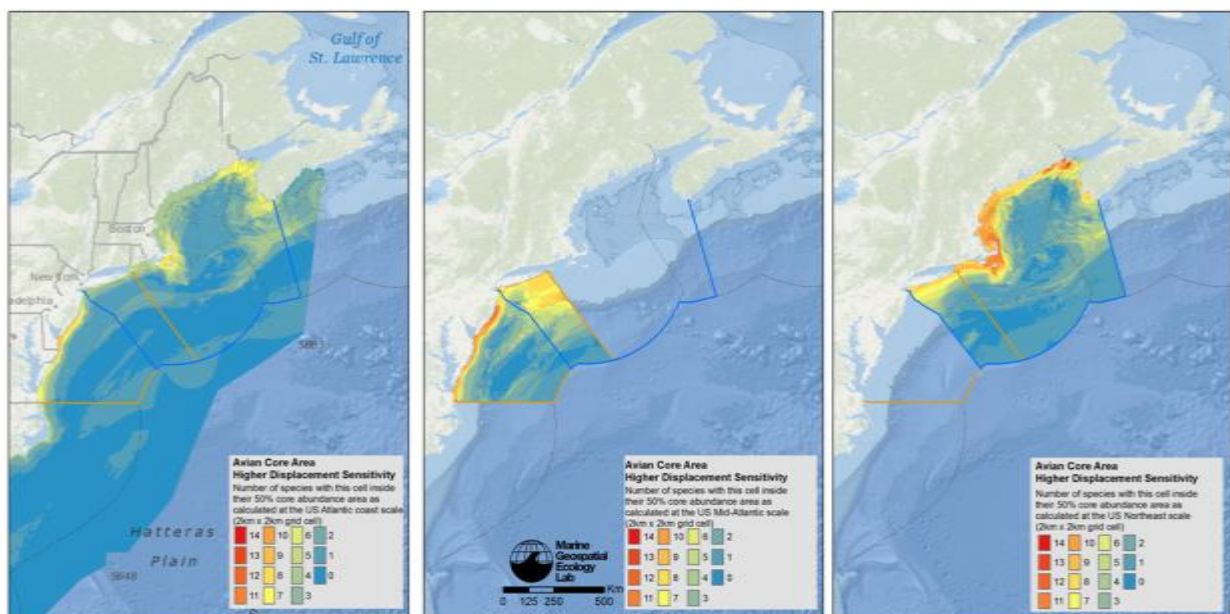 Gulf of
St. Lawrence
Boston
New York
adelphia
5883
Hatteras
Plain
5848
Avian Core Area
Higher Displacement Sensitivity
Number of species with this cell inside
their 50% core abundance area as
calculated at the US Atlantic coast scale
(2km x 2km grid cell)
14 10 6 2
13 9 5 1
12 8 4 0
11 7 3
Marine
Geospatial
Ecology
Lab
0 125 250 500
Km
Avian Core Area
Higher Displacement Sensitivity
Number of species with this cell inside
their 50% core abundance area as
calculated at the US Mid-Atlantic scale
(2km x 2km grid cell)
14 10 6 2
13 9 5 1
12 8 4 0
11 7 3
Avian Core Area
Higher Displacement Sensitivity
Number of species with this cell inside
their 50% core abundance area as
calculated at the US Northeast scale
(2km x 2km grid cell)
14 10 6 2
13 9 5 1
12 8 4 0
11 7 3